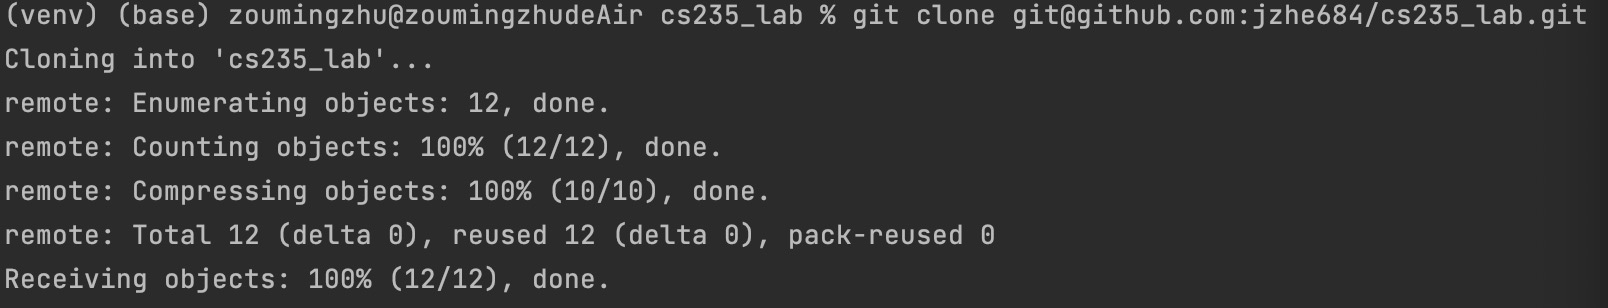 (venv) (base) zoumingzhu@zoumingzhudeAir cs235_lab % git clone git@github.com:jzhe684/cs235_lab.git
Cloning into 'cs235_lab'...
remote: Enumerating objects: 12, done.
remote: Counting objects: 100% (12/12), done.
remote: Compressing objects: 100% (10/10), done.
remote: Total 12 (delta 0), reused 12 (delta 0), pack-reused 0
Receiving objects: 100% (12/12), done.